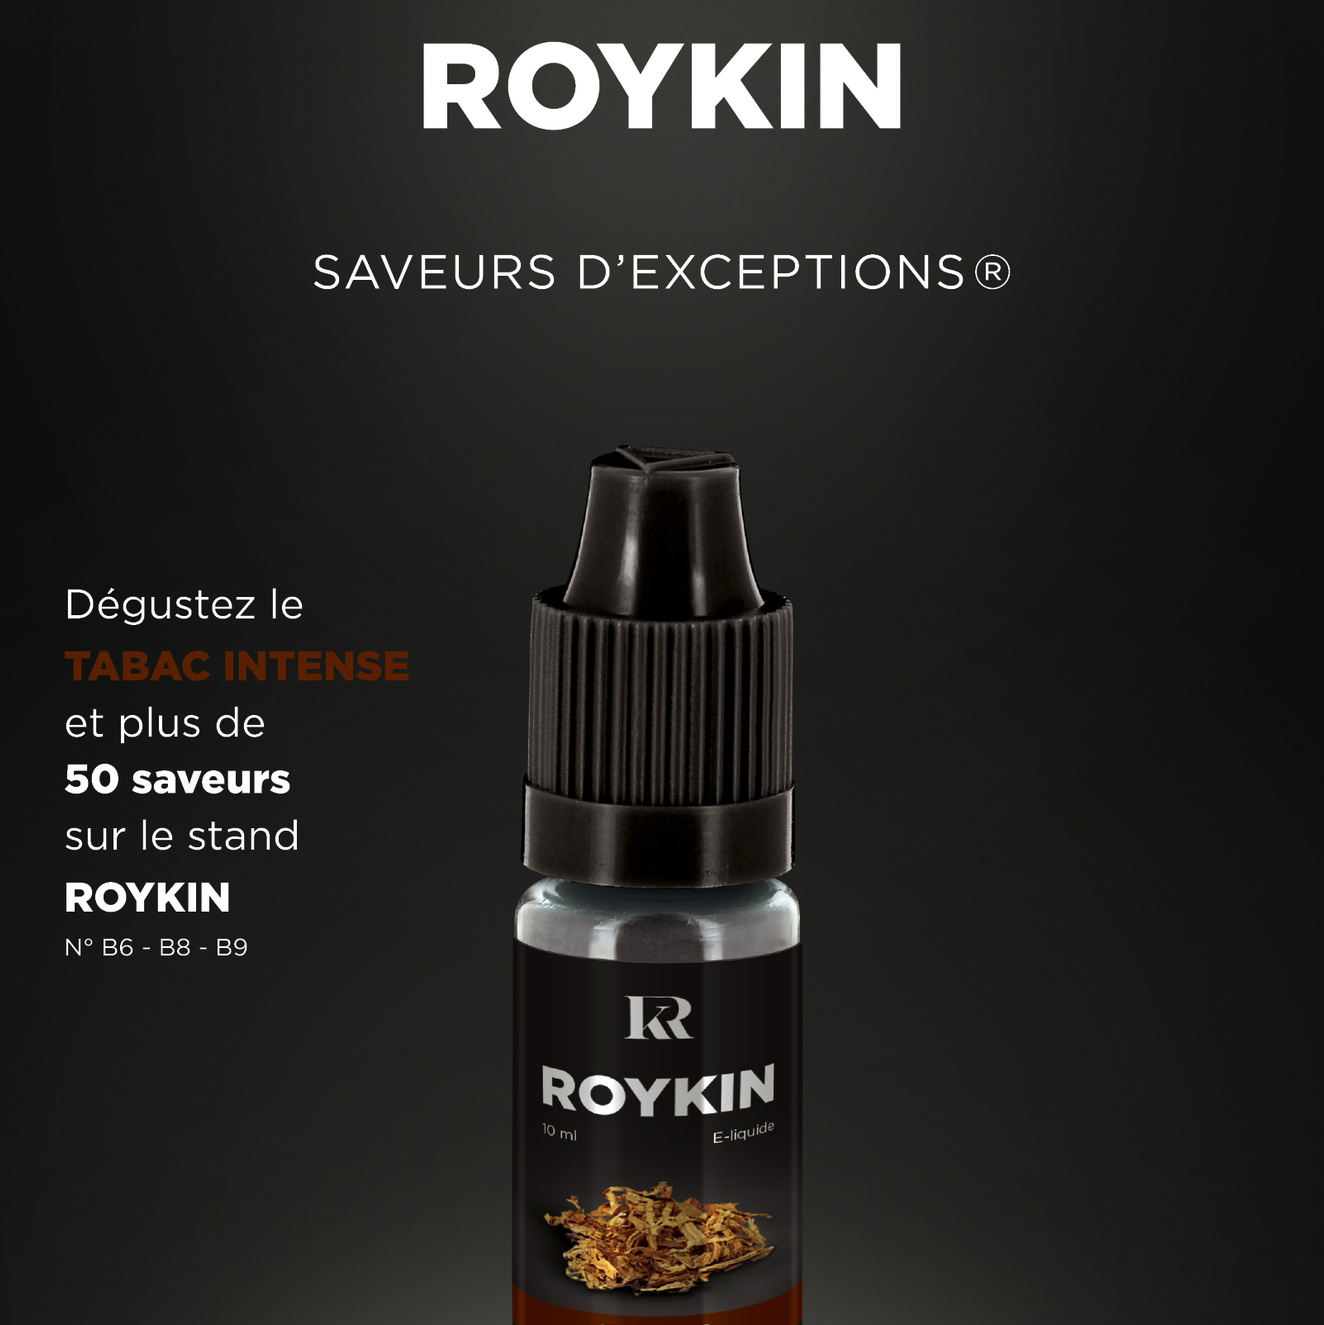 ROYKIN
SAVEURS D’EXCEPTIONS®
Dégustez le
TABAC INTENSE
et plus de
50 saveurs
sur le stand
ROYKIN
N° B6 - B8 - B9
KR
ROYKIN
10 ml E-liquide